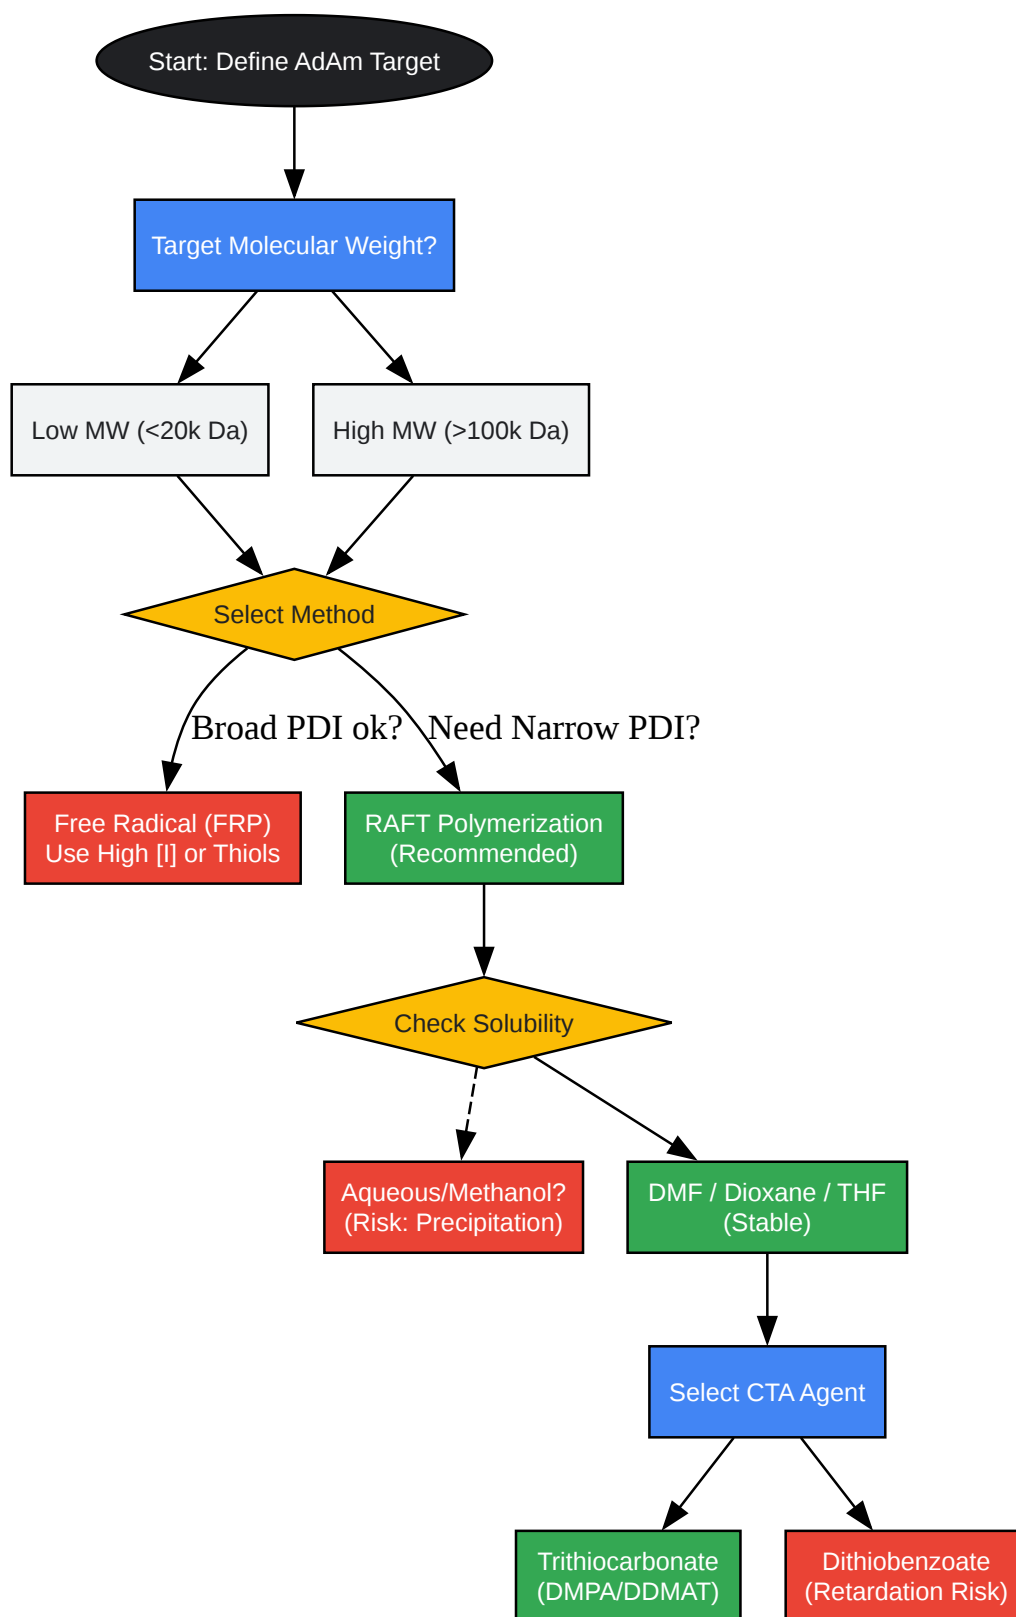 Start: Define AdAm Target
Target Molecular Weight?
Low MW (<20k Da)
High MW (>100k Da)
Select Method
Broad PDI ok?
Need Narrow PDI?
Free Radical (FRP)
Use High [I] or Thiols
RAFT Polymerization
(Recommended)
Check Solubility
Aqueous/Methanol?
(Risk: Precipitation)
DMF / Dioxane / THF
(Stable)
Select CTA Agent
Trithiocarbonate
(DMPA/DDMAT)
Dithiobenzoate
(Retardation Risk)